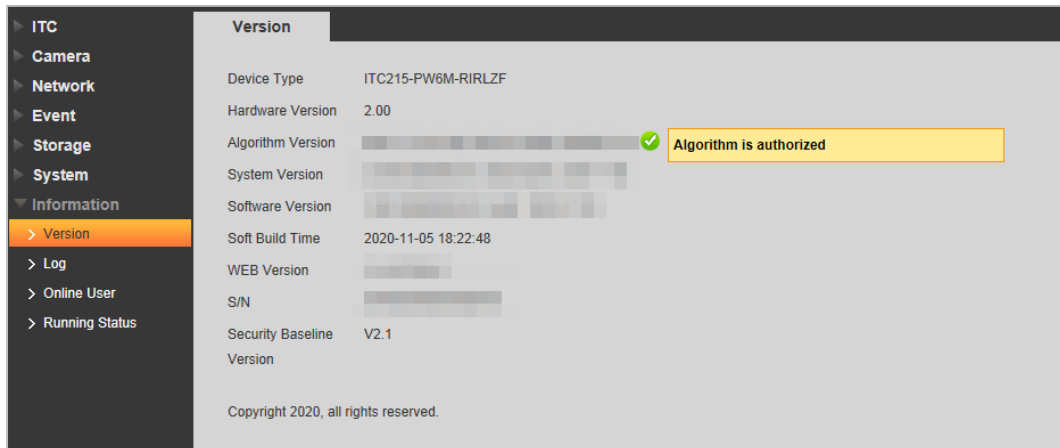 ITC
Camera
Network
Event
Storage
System
Information
Version
Log
Online User
Running Status
Version
Device Type ITC215-PW6M-RIRLZF
Hardware Version 2.00
Algorithm Version Algorithm is authorized
System Version
Software Version
Soft Build Time 2020-11-05 18:22:48
WEB Version
S/N
Security Baseline V2.1
Version
Copyright 2020, all rights reserved.